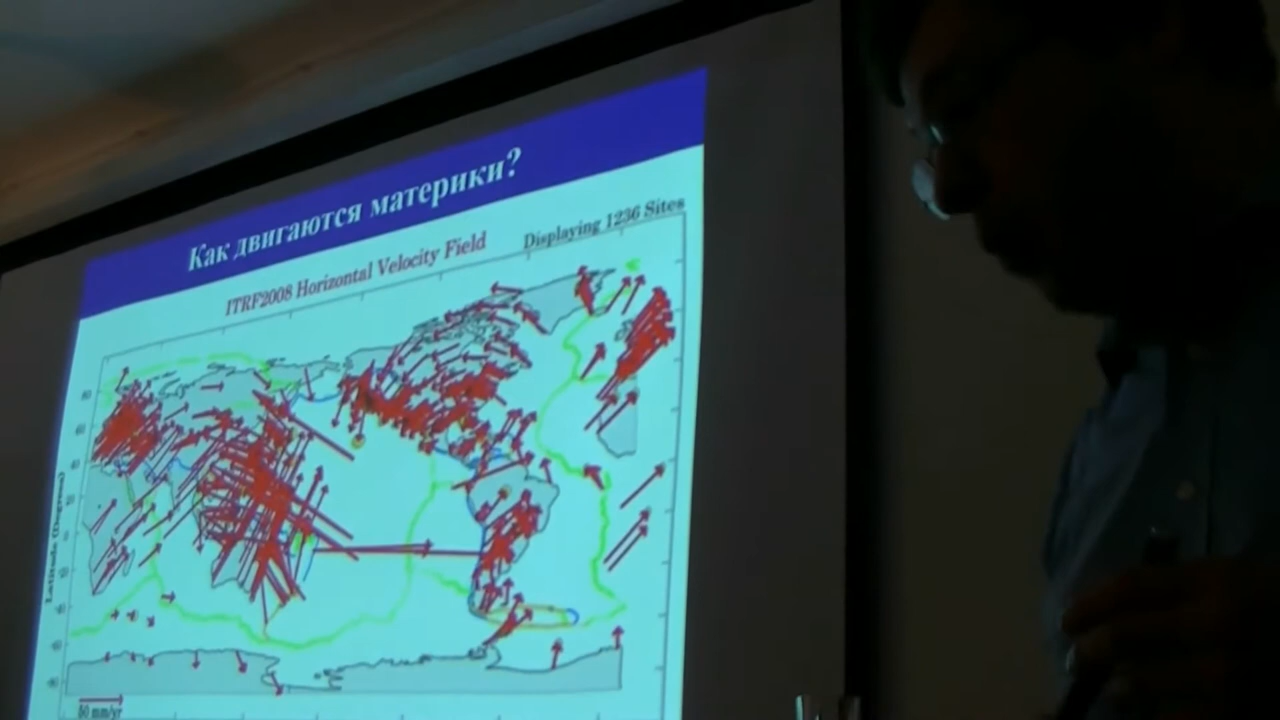 Как двигаются материки?
ITRF2008 Horizontal Velocity Field
Displaying 1236 Sites
Latitude (Degrees)
50 mm/yr